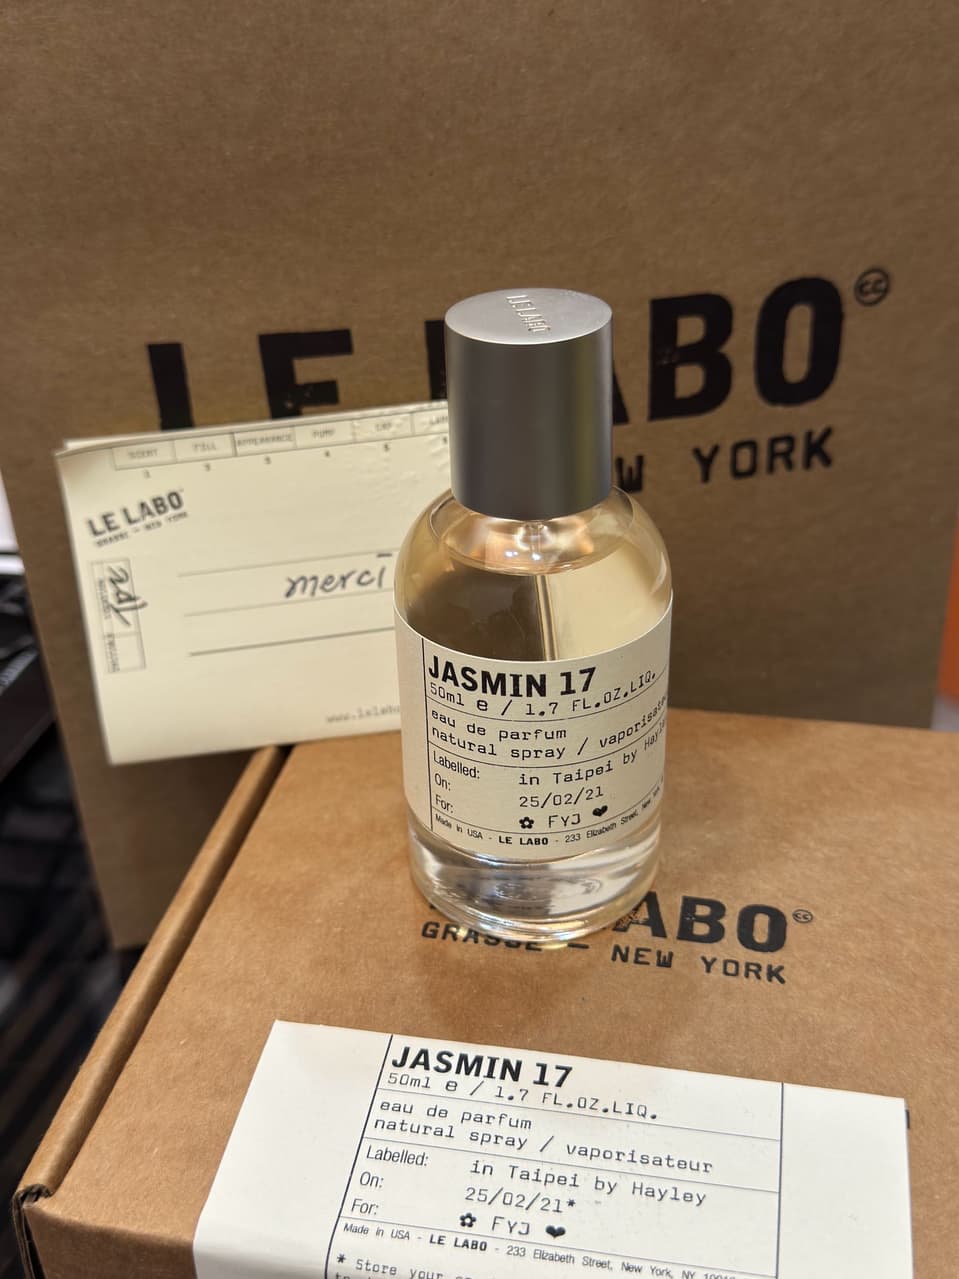 LE LABO
NEW YORK
LE LABO
SCENT FILL APPEARANCE PUMP CAP
LE LABO
GRASSE — NEW YORK
merci
JASMIN 17
50ml e / 1.7 FL.OZ.LIQ.
eau de parfum
natural spray / vaporisateur
Labelled: in Taipei by Hayley
On: 25/02/21
For: ✿ FYJ ❤
Made in USA - LE LABO - 233 Elizabeth Street, New
LABO
GRASSE — NEW YORK
JASMIN 17
50ml e / 1.7 FL.OZ.LIQ.
eau de parfum
natural spray / vaporisateur
Labelled: in Taipei by Hayley
On: 25/02/21*
For: ✿ FYJ ❤
Made in USA - LE LABO - 233 Elizabeth Street, New York, NY
* Store your